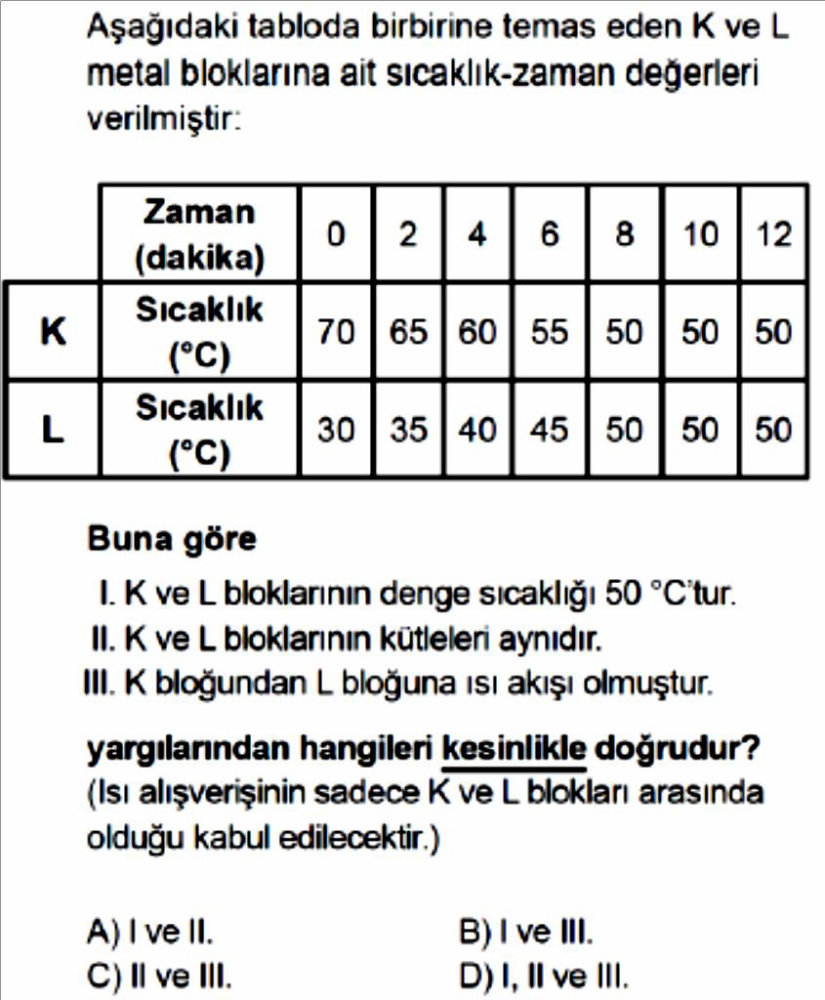 Aşağıdaki tabloda birbirine temas eden K ve L
metal bloklarına ait sıcaklık-zaman değerleri
verilmiştir:
Zaman (dakika) 0 2 4 6 8 10 12
K Sıcaklık (°C) 70 65 60 55 50 50 50
L Sıcaklık (°C) 30 35 40 45 50 50 50
Buna göre
I. K ve L bloklarının denge sıcaklığı 50 °C'tur.
II. K ve L bloklarının kütleleri aynıdır.
III. K bloğundan L bloğuna ısı akışı olmuştur.
yargılarından hangileri kesinlikle doğrudur?
(Isı alışverişinin sadece K ve L blokları arasında
olduğu kabul edilecektir.)
A) I ve II. B) I ve III.
C) II ve III. D) I, II ve III.